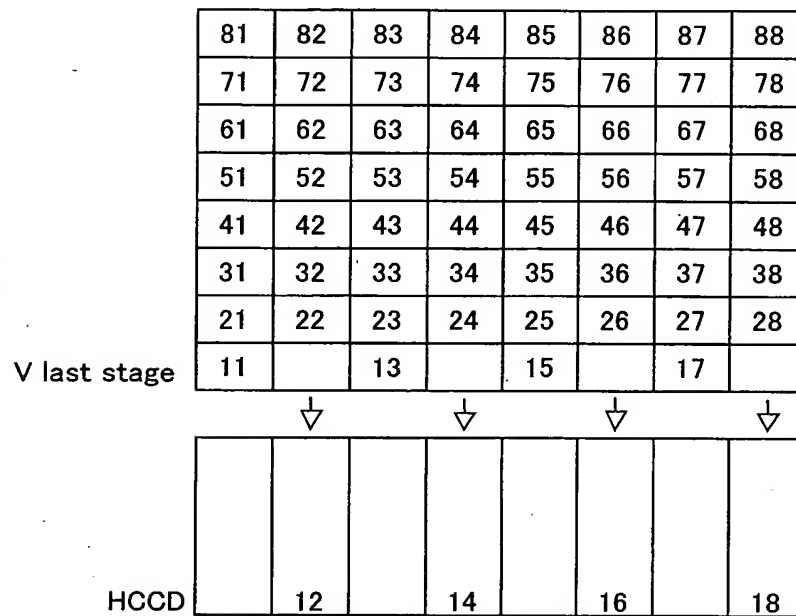 81 82 83 84 85 86 87 88
71 72 73 74 75 76 77 78
61 62 63 64 65 66 67 68
51 52 53 54 55 56 57 58
41 42 43 44 45 46 47 48
31 32 33 34 35 36 37 38
21 22 23 24 25 26 27 28
V last stage 11 13 15 17
HCCD 12 14 16 18